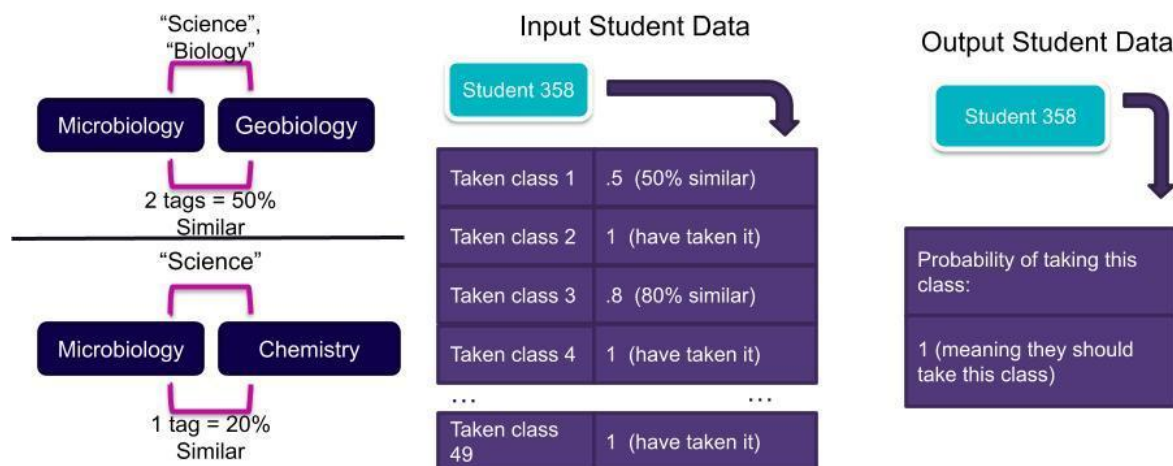 “Science”,
“Biology”
Microbiology
Geobiology
2 tags = 50%
Similar
“Science”
Microbiology
Chemistry
1 tag = 20%
Similar
Input Student Data
Student 358
Taken class 1
.5 (50% similar)
Taken class 2
1 (have taken it)
Taken class 3
.8 (80% similar)
Taken class 4
1 (have taken it)
...
...
Taken class
49
1 (have taken it)
Output Student Data
Student 358
Probability of taking this
class:
1 (meaning they should
take this class)